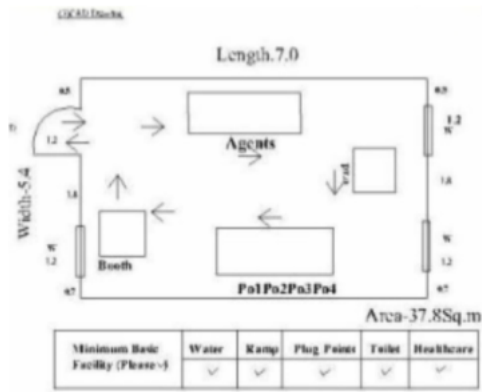 Length.7.0
0.5
0.5
1.2
W
1.2
Agents
Width-5.4
1.8
1.8
W
1.2
Booth
W
1.2
0.7
Po1Po2Po3Po4
0.7
Area-37.8Sq.m
Minimum Basic Water Ramp Plug Points Toilet Healthcare
Facility (Please✓) ✓ ✓ ✓ ✓ ✓